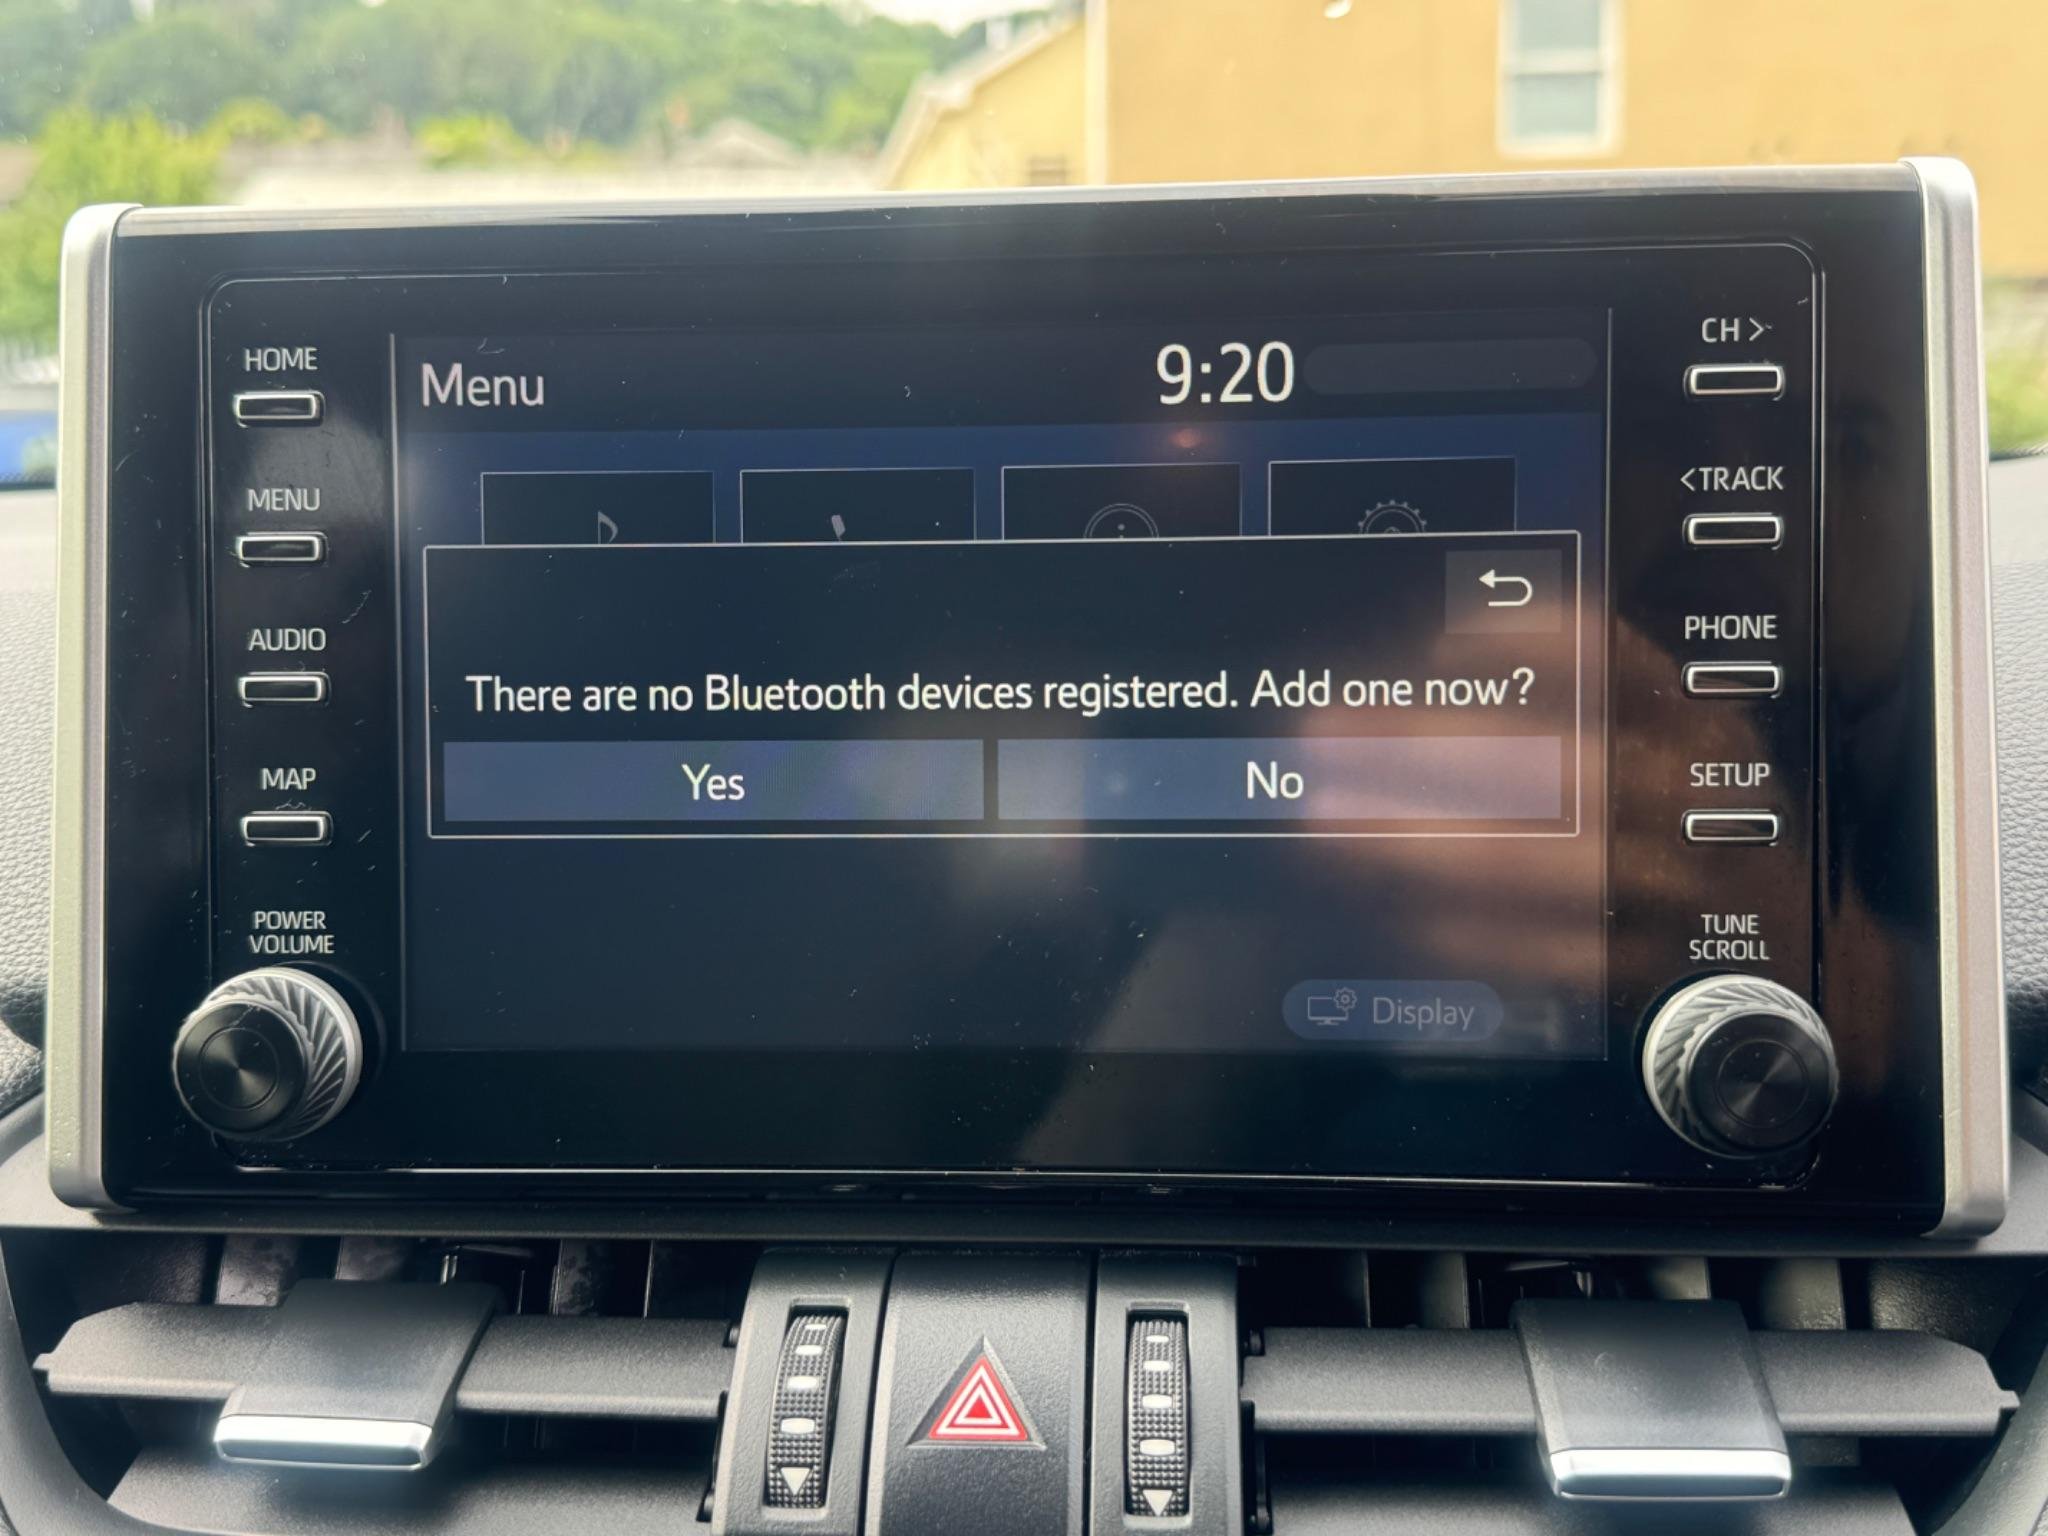 Menu
9:20
HOME
MENU
AUDIO
MAP
POWER
VOLUME
There are no Bluetooth devices registered. Add one now?
Yes
No
Display
CH >
<TRACK
PHONE
SETUP
TUNE
SCROLL